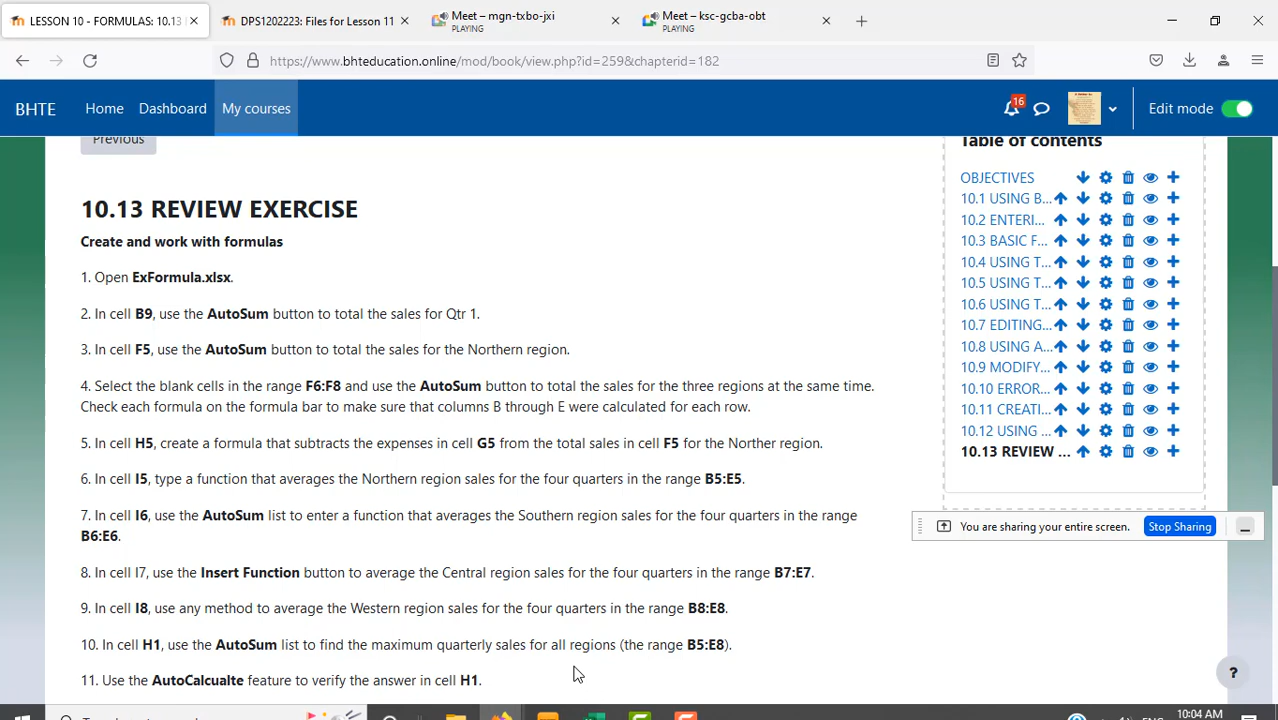 LESSON 10 - FORMULAS: 10.13
DPS1202223: Files for Lesson 11
Meet – mgn-txbo-jxi
PLAYING
Meet – ksc-gcba-obt
PLAYING
https://www.bhteducation.online/mod/book/view.php?id=259&chapterid=182
BHTE
Home
Dashboard
My courses
16
Edit mode
Previous
Table of contents
OBJECTIVES
10.1 USING B...
10.2 ENTERI...
10.3 BASIC F...
10.4 USING T...
10.5 USING T...
10.6 USING T...
10.7 EDITING...
10.8 USING A...
10.9 MODIFY...
10.10 ERROR...
10.11 CREATI...
10.12 USING ...
10.13 REVIEW ...
10.13 REVIEW EXERCISE
Create and work with formulas
1. Open ExFormula.xlsx.
2. In cell B9, use the AutoSum button to total the sales for Qtr 1.
3. In cell F5, use the AutoSum button to total the sales for the Northern region.
4. Select the blank cells in the range F6:F8 and use the AutoSum button to total the sales for the three regions at the same time.
Check each formula on the formula bar to make sure that columns B through E were calculated for each row.
5. In cell H5, create a formula that subtracts the expenses in cell G5 from the total sales in cell F5 for the Norther region.
6. In cell I5, type a function that averages the Northern region sales for the four quarters in the range B5:E5.
7. In cell I6, use the AutoSum list to enter a function that averages the Southern region sales for the four quarters in the range
B6:E6.
8. In cell I7, use the Insert Function button to average the Central region sales for the four quarters in the range B7:E7.
9. In cell I8, use any method to average the Western region sales for the four quarters in the range B8:E8.
10. In cell H1, use the AutoSum list to find the maximum quarterly sales for all regions (the range B5:E8).
11. Use the AutoCalcualte feature to verify the answer in cell H1.
You are sharing your entire screen.
Stop Sharing
?
10:04 AM